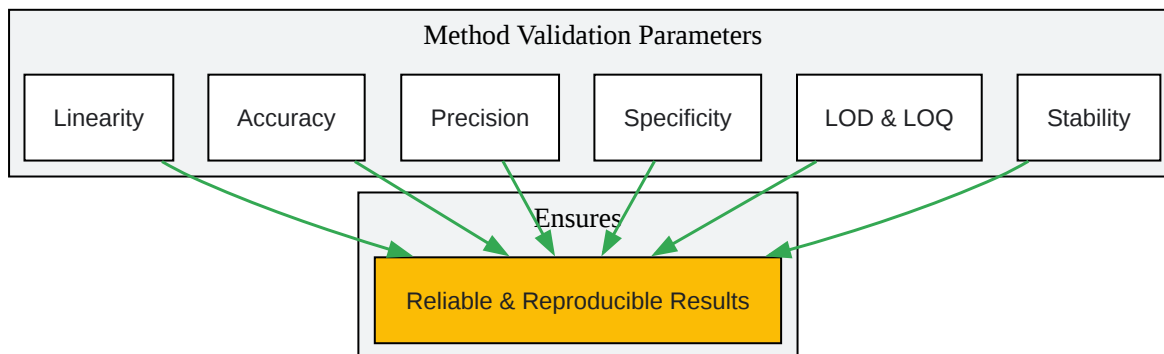 Method Validation Parameters
Linearity
Accuracy
Precision
Specificity
LOD & LOQ
Stability
Ensures
Reliable & Reproducible Results